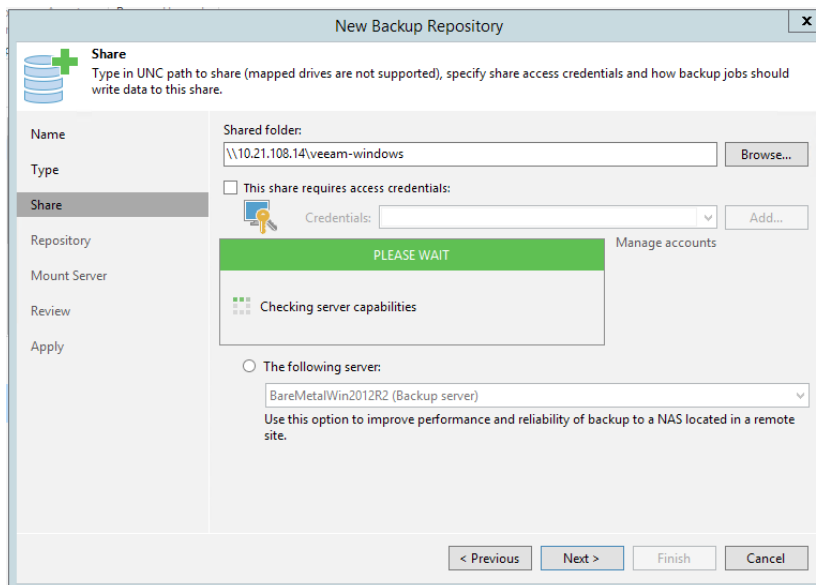 New Backup Repository
x
Share
Type in UNC path to share (mapped drives are not supported), specify share access credentials and how backup jobs should
write data to this share.
Name
Type
Share
Repository
Mount Server
Review
Apply
Shared folder:
\\10.21.108.14\veeam-windows
Browse...
This share requires access credentials:
Credentials:
Add...
Manage accounts
PLEASE WAIT
Checking server capabilities
The following server:
BareMetalWin2012R2 (Backup server)
Use this option to improve performance and reliability of backup to a NAS located in a remote
site.
< Previous
Next >
Finish
Cancel